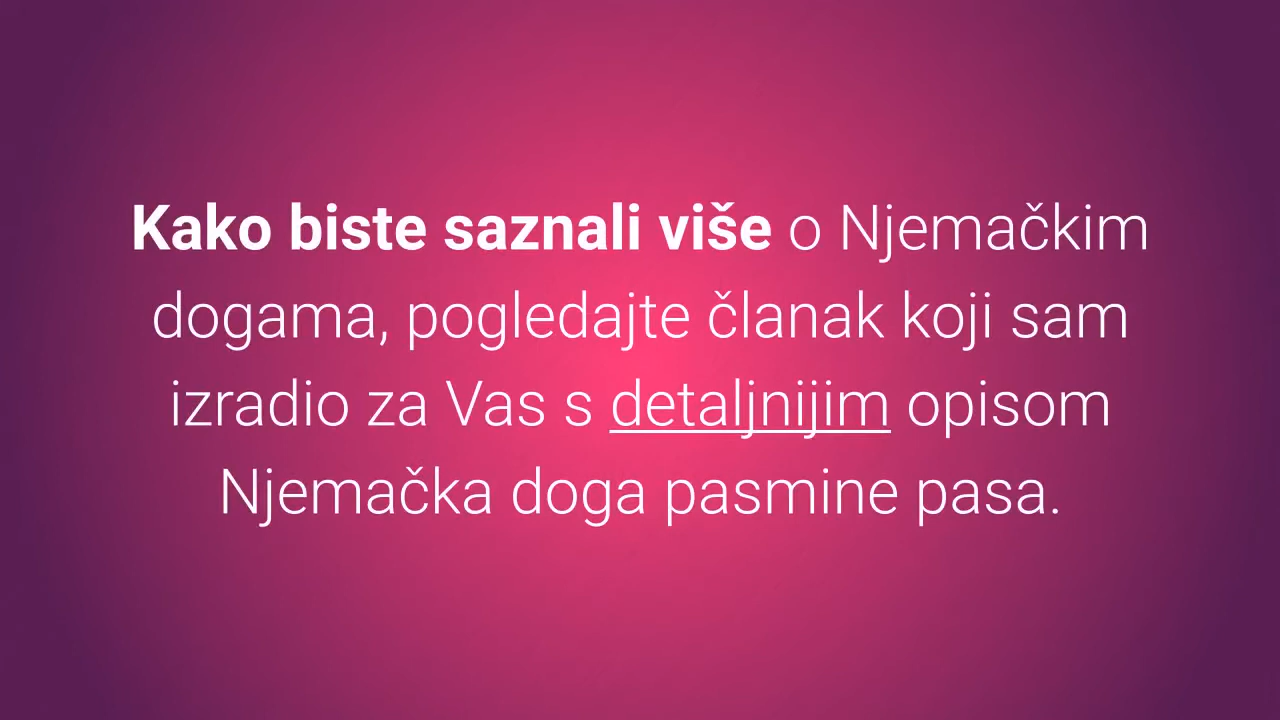 Kako biste saznali više o Njemačkim
dogama, pogledajte članak koji sam
izradio za Vas s detaljnijim opisom
Njemačka doga pasmine pasa.